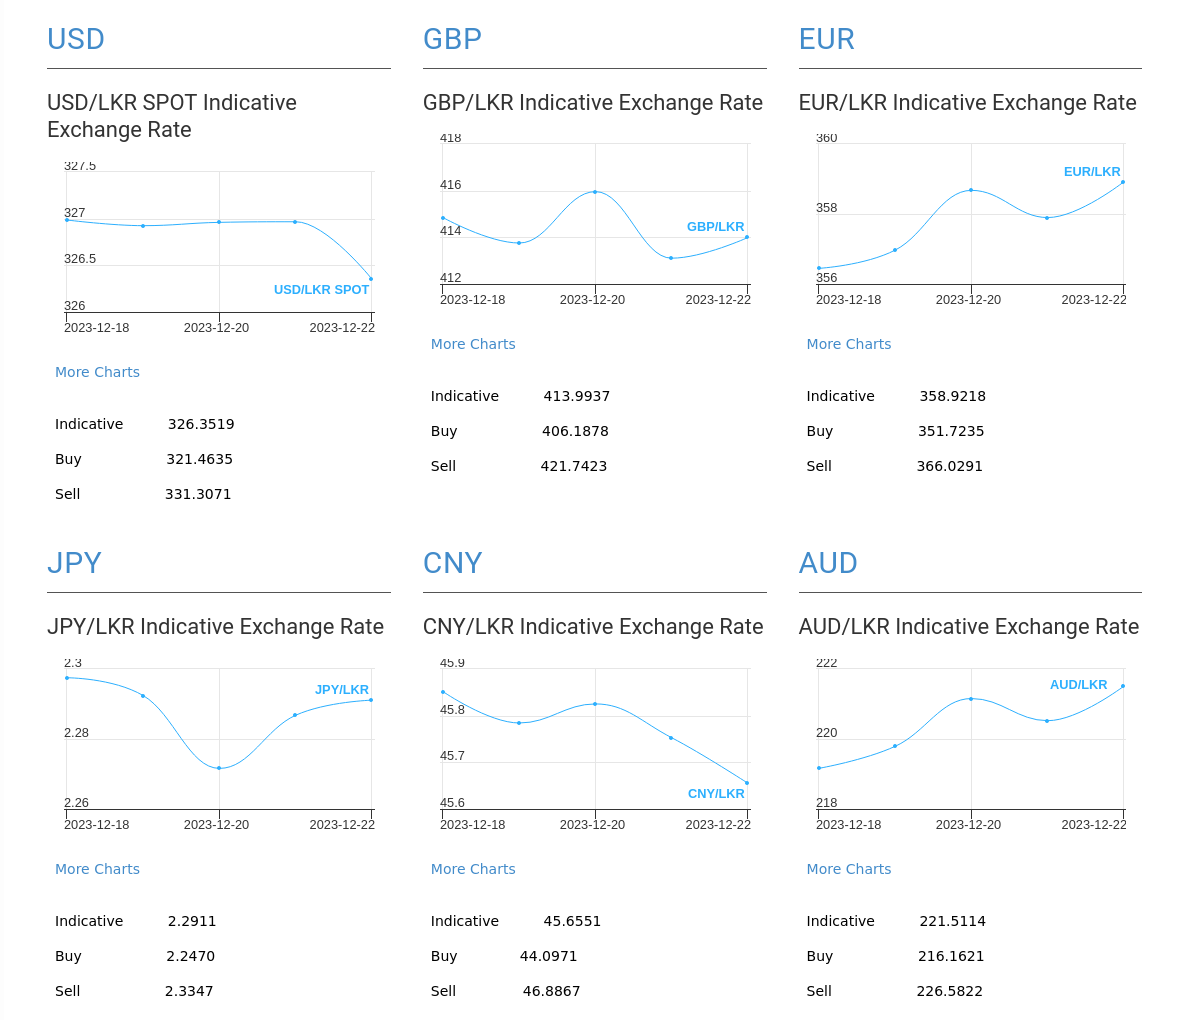 USD
USD/LKR SPOT Indicative
Exchange Rate
327.5
327
326.5
326
USD/LKR SPOT
2023-12-18 2023-12-20 2023-12-22
More Charts
Indicative 326.3519
Buy 321.4635
Sell 331.3071
GBP
GBP/LKR Indicative Exchange Rate
418
416
414
412
GBP/LKR
2023-12-18 2023-12-20 2023-12-22
More Charts
Indicative 413.9937
Buy 406.1878
Sell 421.7423
EUR
EUR/LKR Indicative Exchange Rate
360
358
356
EUR/LKR
2023-12-18 2023-12-20 2023-12-22
More Charts
Indicative 358.9218
Buy 351.7235
Sell 366.0291
JPY
JPY/LKR Indicative Exchange Rate
2.3
2.28
2.26
JPY/LKR
2023-12-18 2023-12-20 2023-12-22
More Charts
Indicative 2.2911
Buy 2.2470
Sell 2.3347
CNY
CNY/LKR Indicative Exchange Rate
45.9
45.8
45.7
45.6
CNY/LKR
2023-12-18 2023-12-20 2023-12-22
More Charts
Indicative 45.6551
Buy 44.0971
Sell 46.8867
AUD
AUD/LKR Indicative Exchange Rate
222
220
218
AUD/LKR
2023-12-18 2023-12-20 2023-12-22
More Charts
Indicative 221.5114
Buy 216.1621
Sell 226.5822